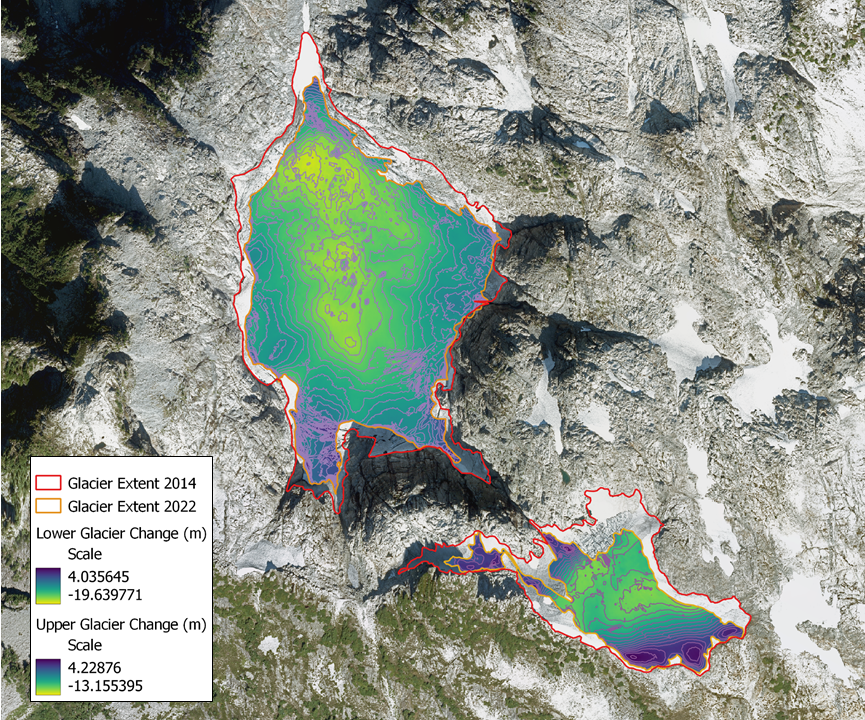 Glacier Extent 2014
Glacier Extent 2022
Lower Glacier Change (m)
Scale
4.035645
-19.639771
Upper Glacier Change (m)
Scale
4.22876
-13.155395